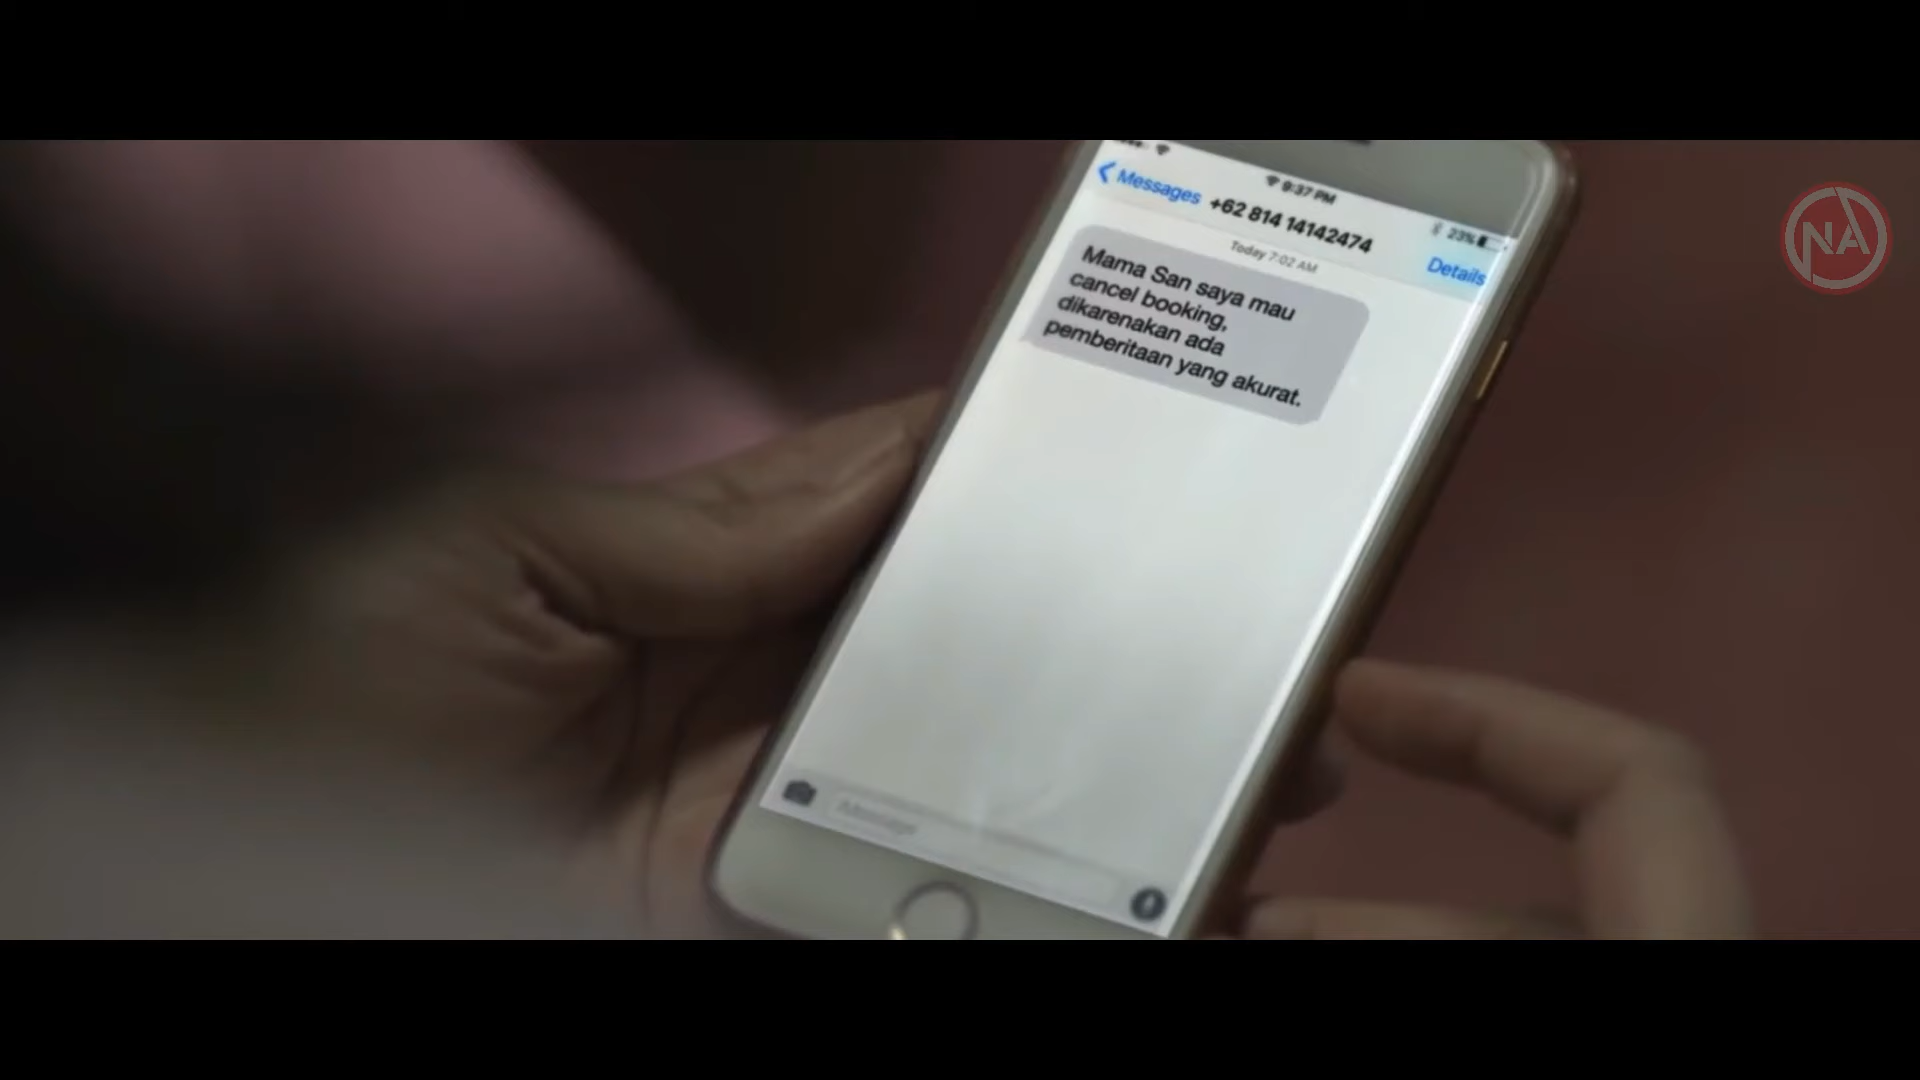 9:37 PM
23%
Messages
+62 814 14142474
Details
Today 7:02 AM
Mama San saya mau
cancel booking,
dikarenakan ada
pemberitaan yang akurat.
NA